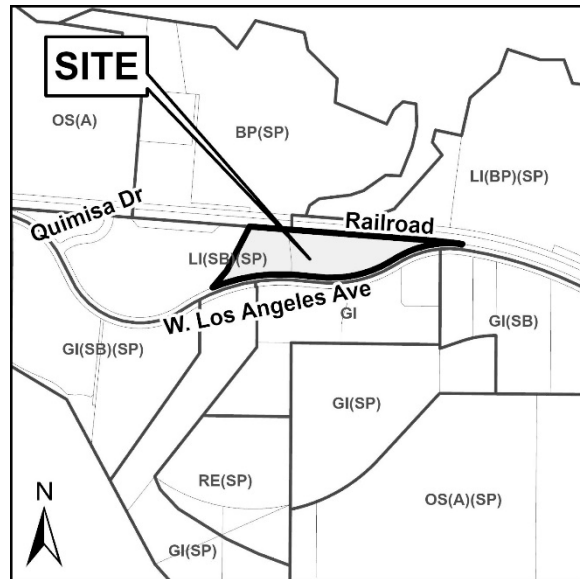 SITE
OS(A)
BP(SP)
LI(BP)(SP)
Quimisa Dr
Railroad
LI(SB)(SP)
W. Los Angeles Ave
GI
GI(SB)
GI(SB)(SP)
GI(SP)
RE(SP)
OS(A)(SP)
N
GI(SP)